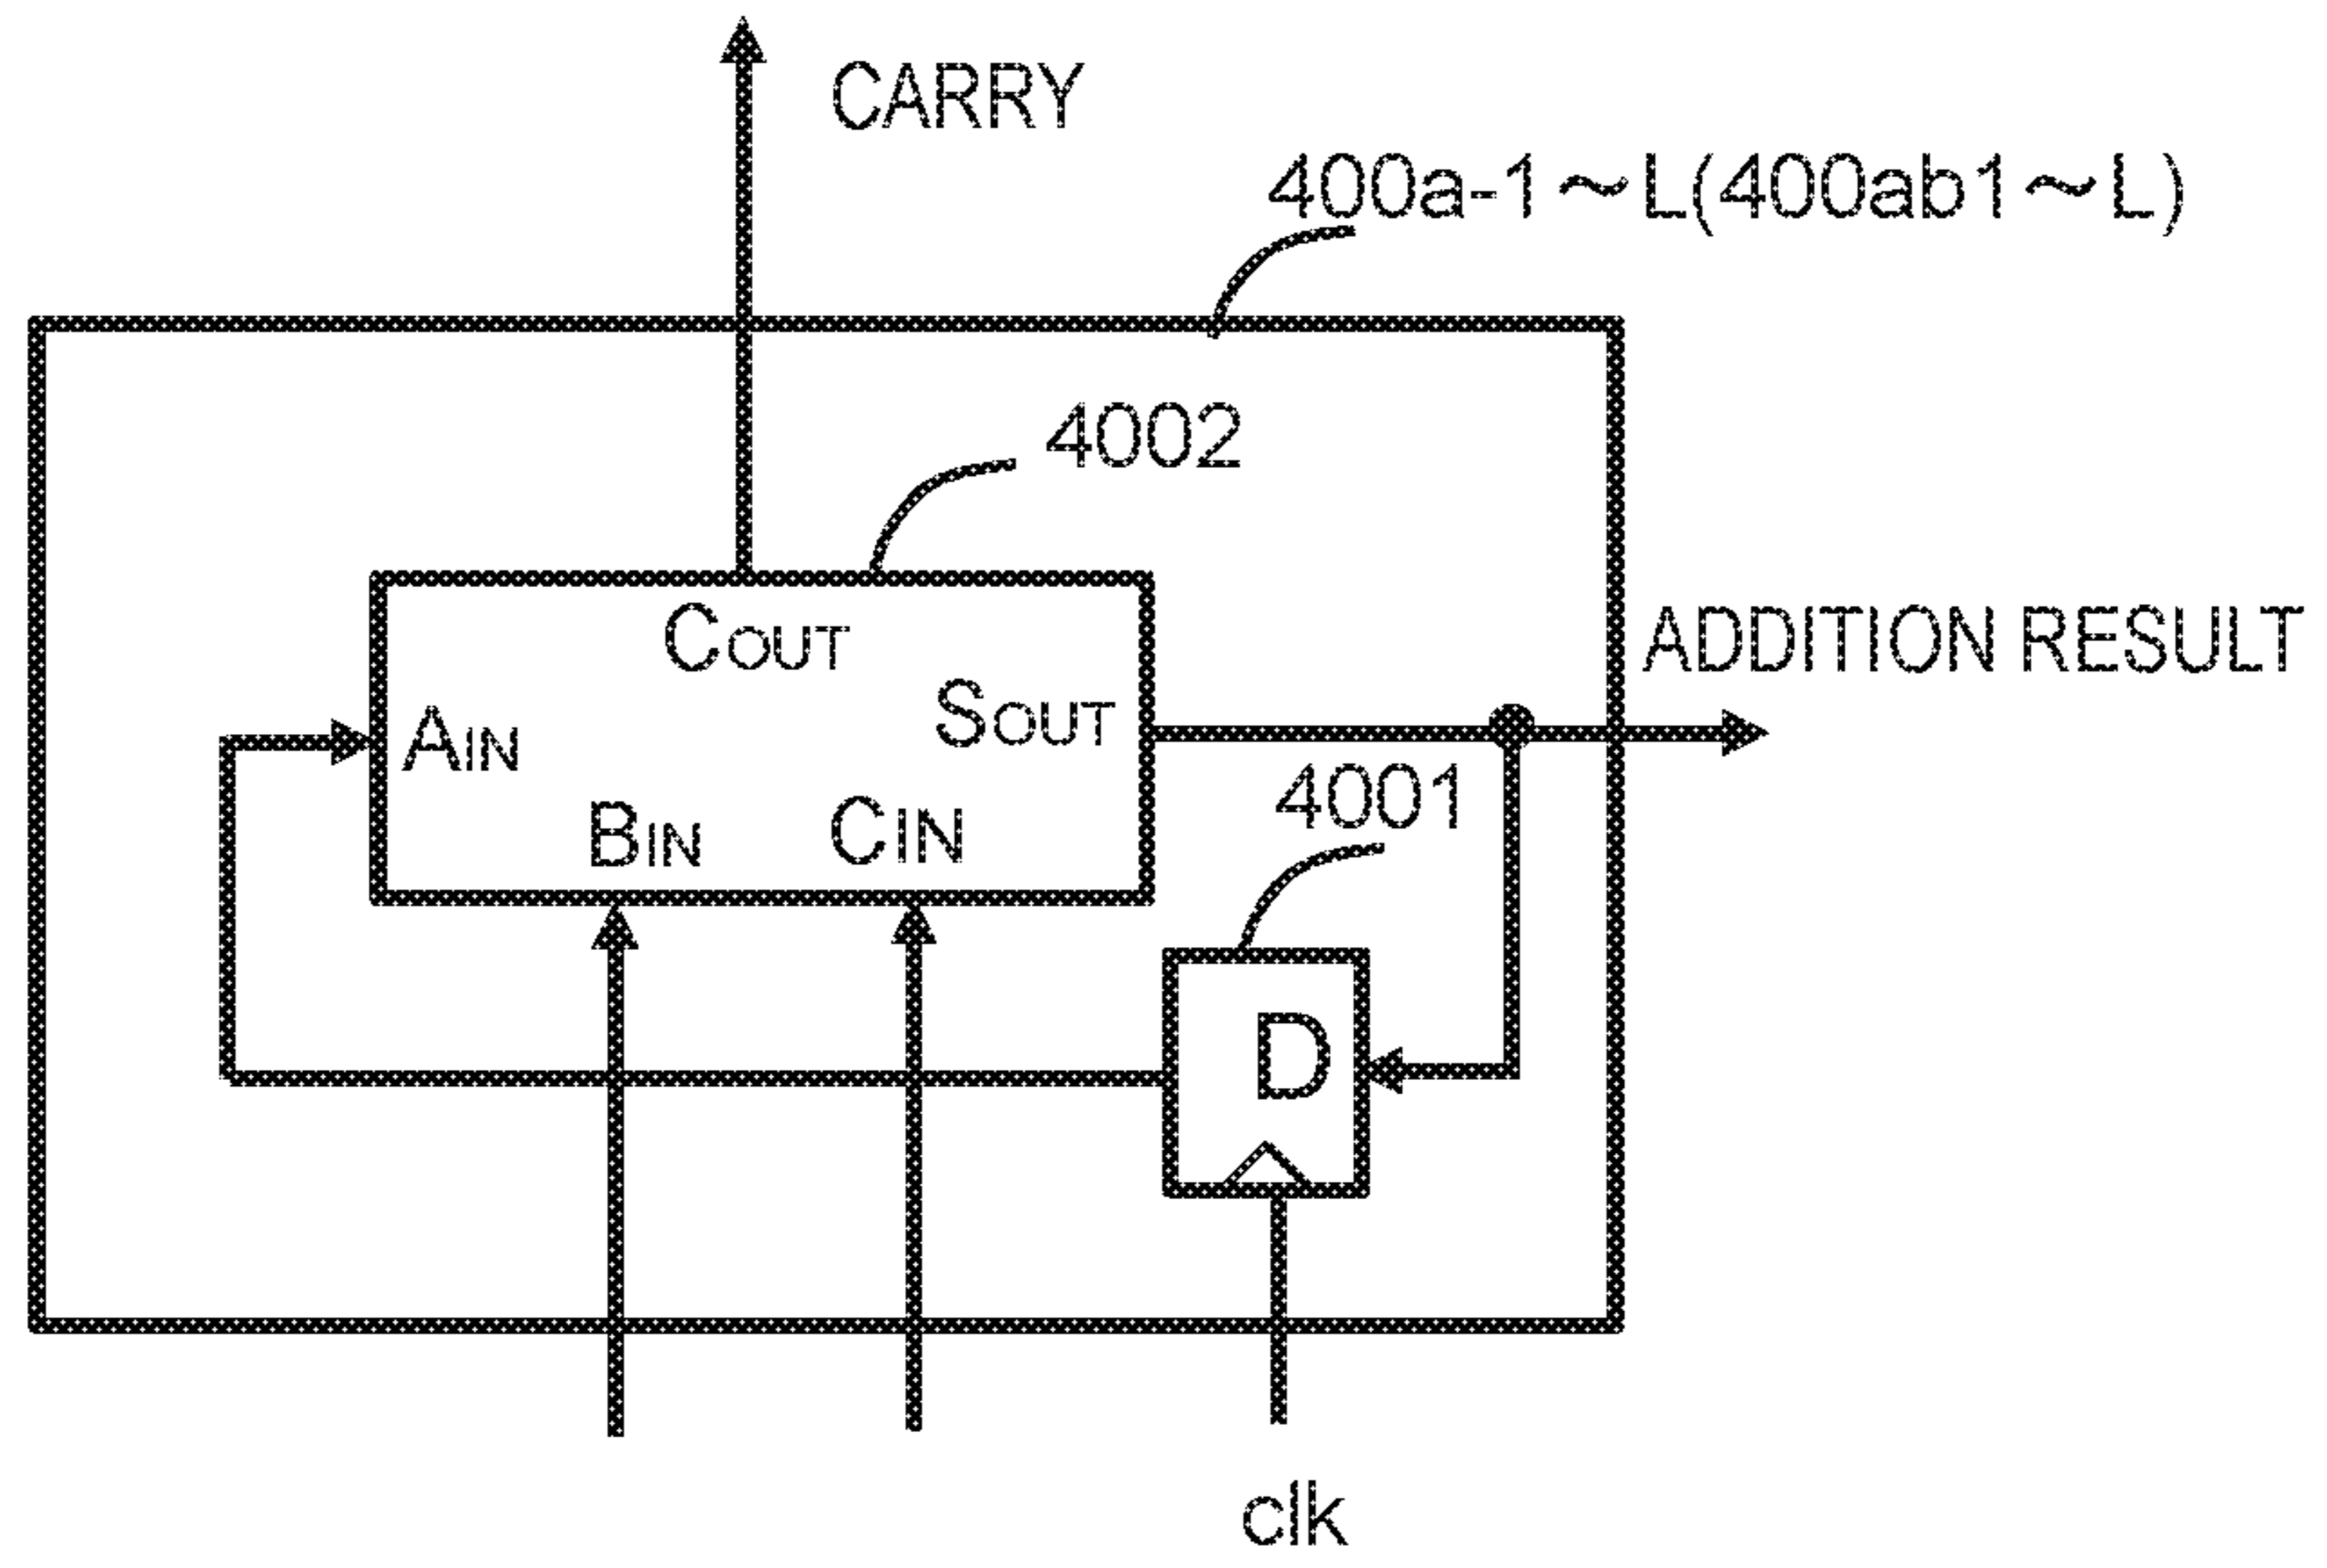 CARRY
400a-1～L(400ab1～L)
4002
COUT
ADDITION RESULT
SOUT
AIN
4001
BIN
CIN
D
clk